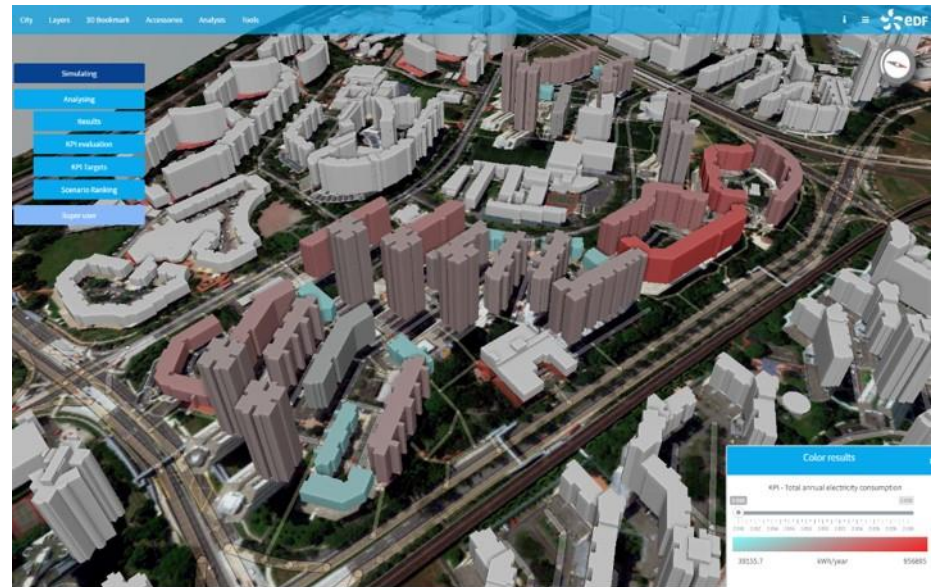 City Layers 3D Bookmark Accessories Analysis Tools
EDF
Simulating
Analysing
Results
KPI evaluation
KPI Targets
Scenario Ranking
Super user
Color results
KPI - Total annual electricity consumption
kWh/year